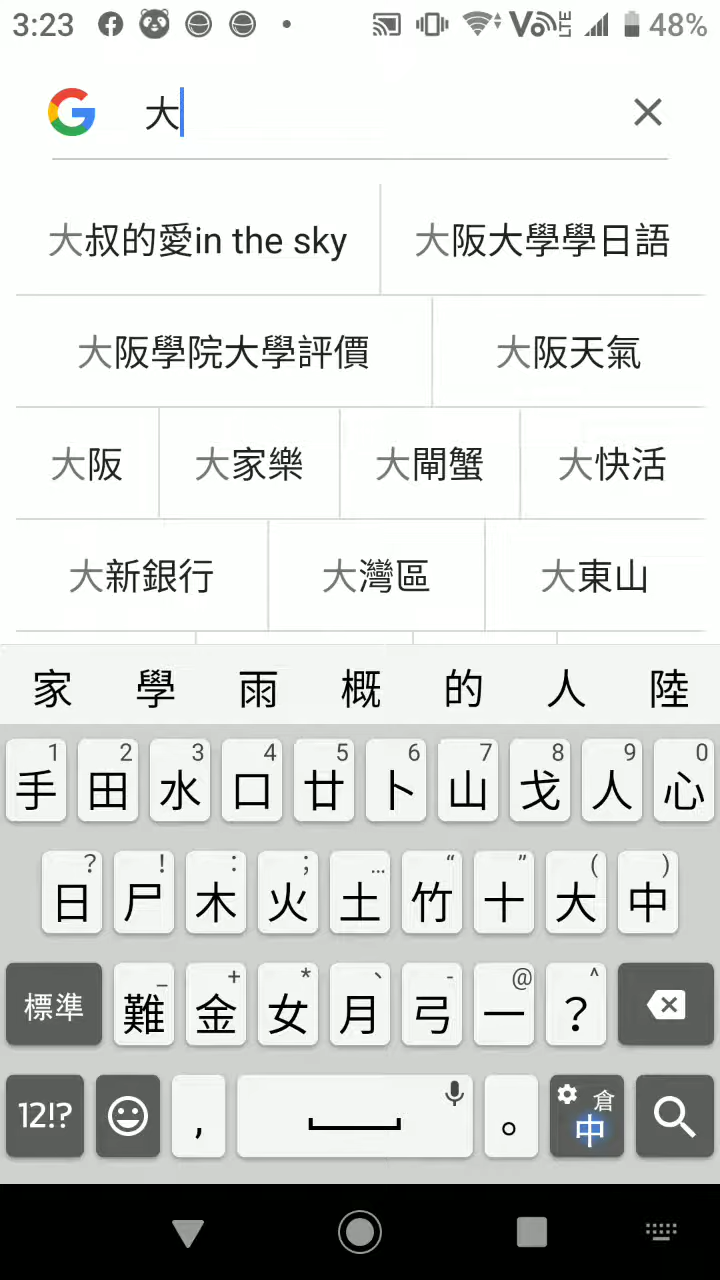 3:23 VoLTE 48%
大
大叔的愛in the sky 大阪大學學日語
大阪學院大學評價 大阪天氣
大阪 大家樂 大閘蟹 大快活
大新銀行 大灣區 大東山
家 學 雨 概 的 人 陸
1 2 3 4 5 6 7 8 9 0
手 田 水 口 廿 卜 山 戈 人 心
? ! : ; … “ ” ( )
日 尸 木 火 土 竹 十 大 中
_ + * 、 - @ ^
標準 難 金 女 月 弓 一 ?
12!? , 。 倉 中